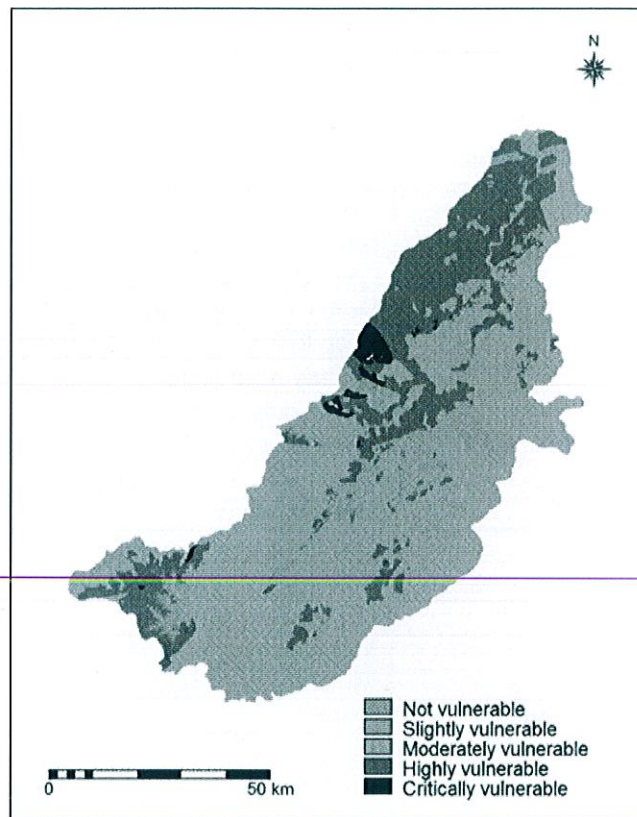 N
Not vulnerable
Slightly vulnerable
Moderately vulnerable
Highly vulnerable
Critically vulnerable
0 50 km